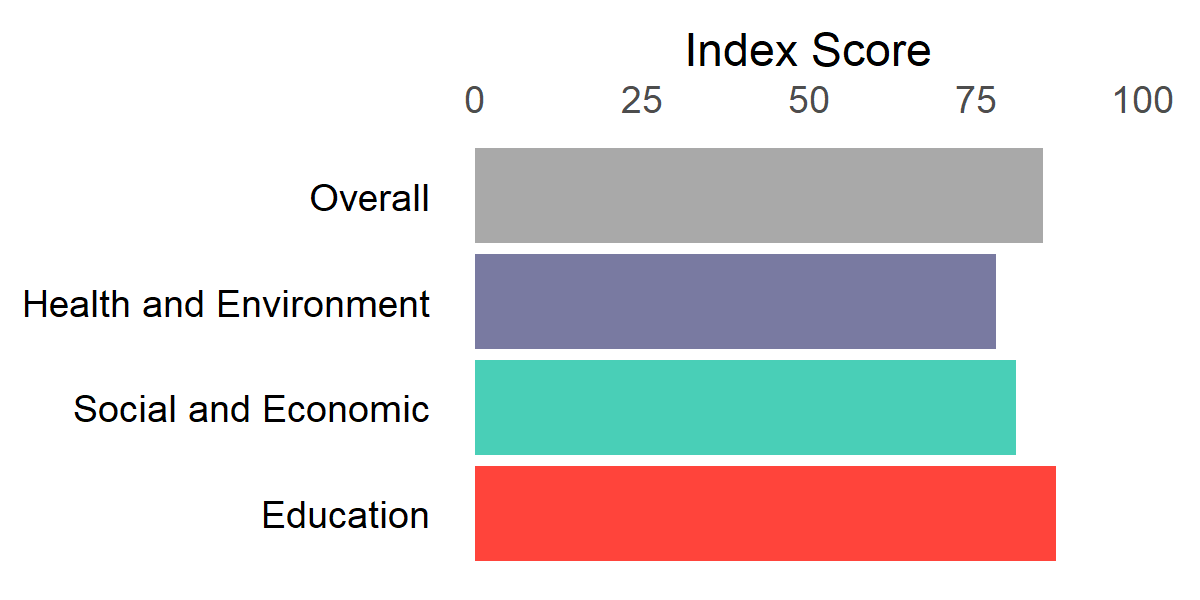 Index Score
0 25 50 75 100
Overall
Health and Environment
Social and Economic
Education